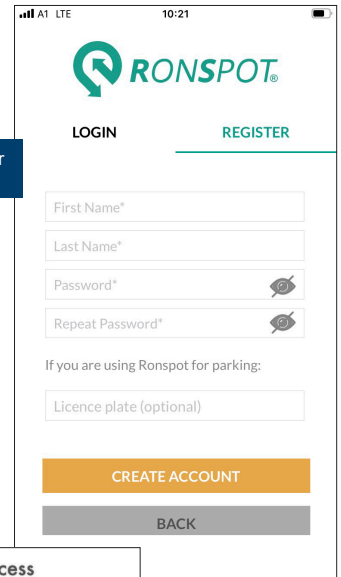 A1 LTE 10:21
RONSPOT®
LOGIN REGISTER
r
First Name*
Last Name*
Password*
Repeat Password*
If you are using Ronspot for parking:
Licence plate (optional)
CREATE ACCOUNT
BACK
cess